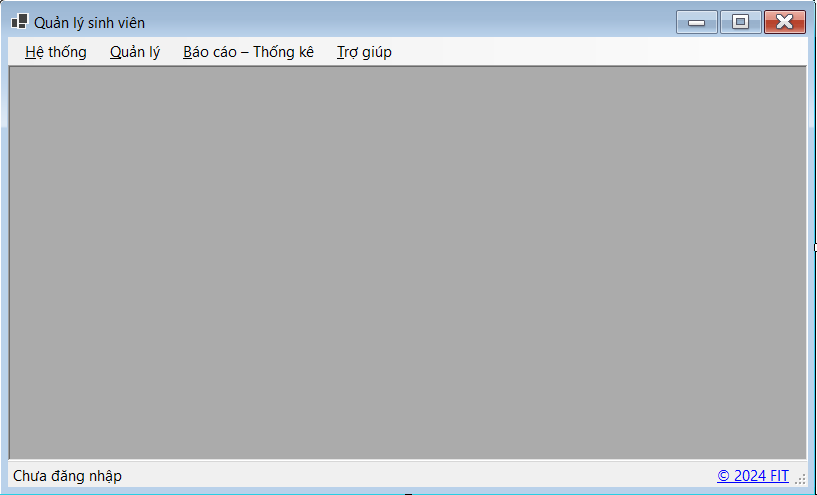 Quản lý sinh viên
Hệ thống Quản lý Báo cáo – Thống kê Trợ giúp
Chưa đăng nhập © 2024 FIT